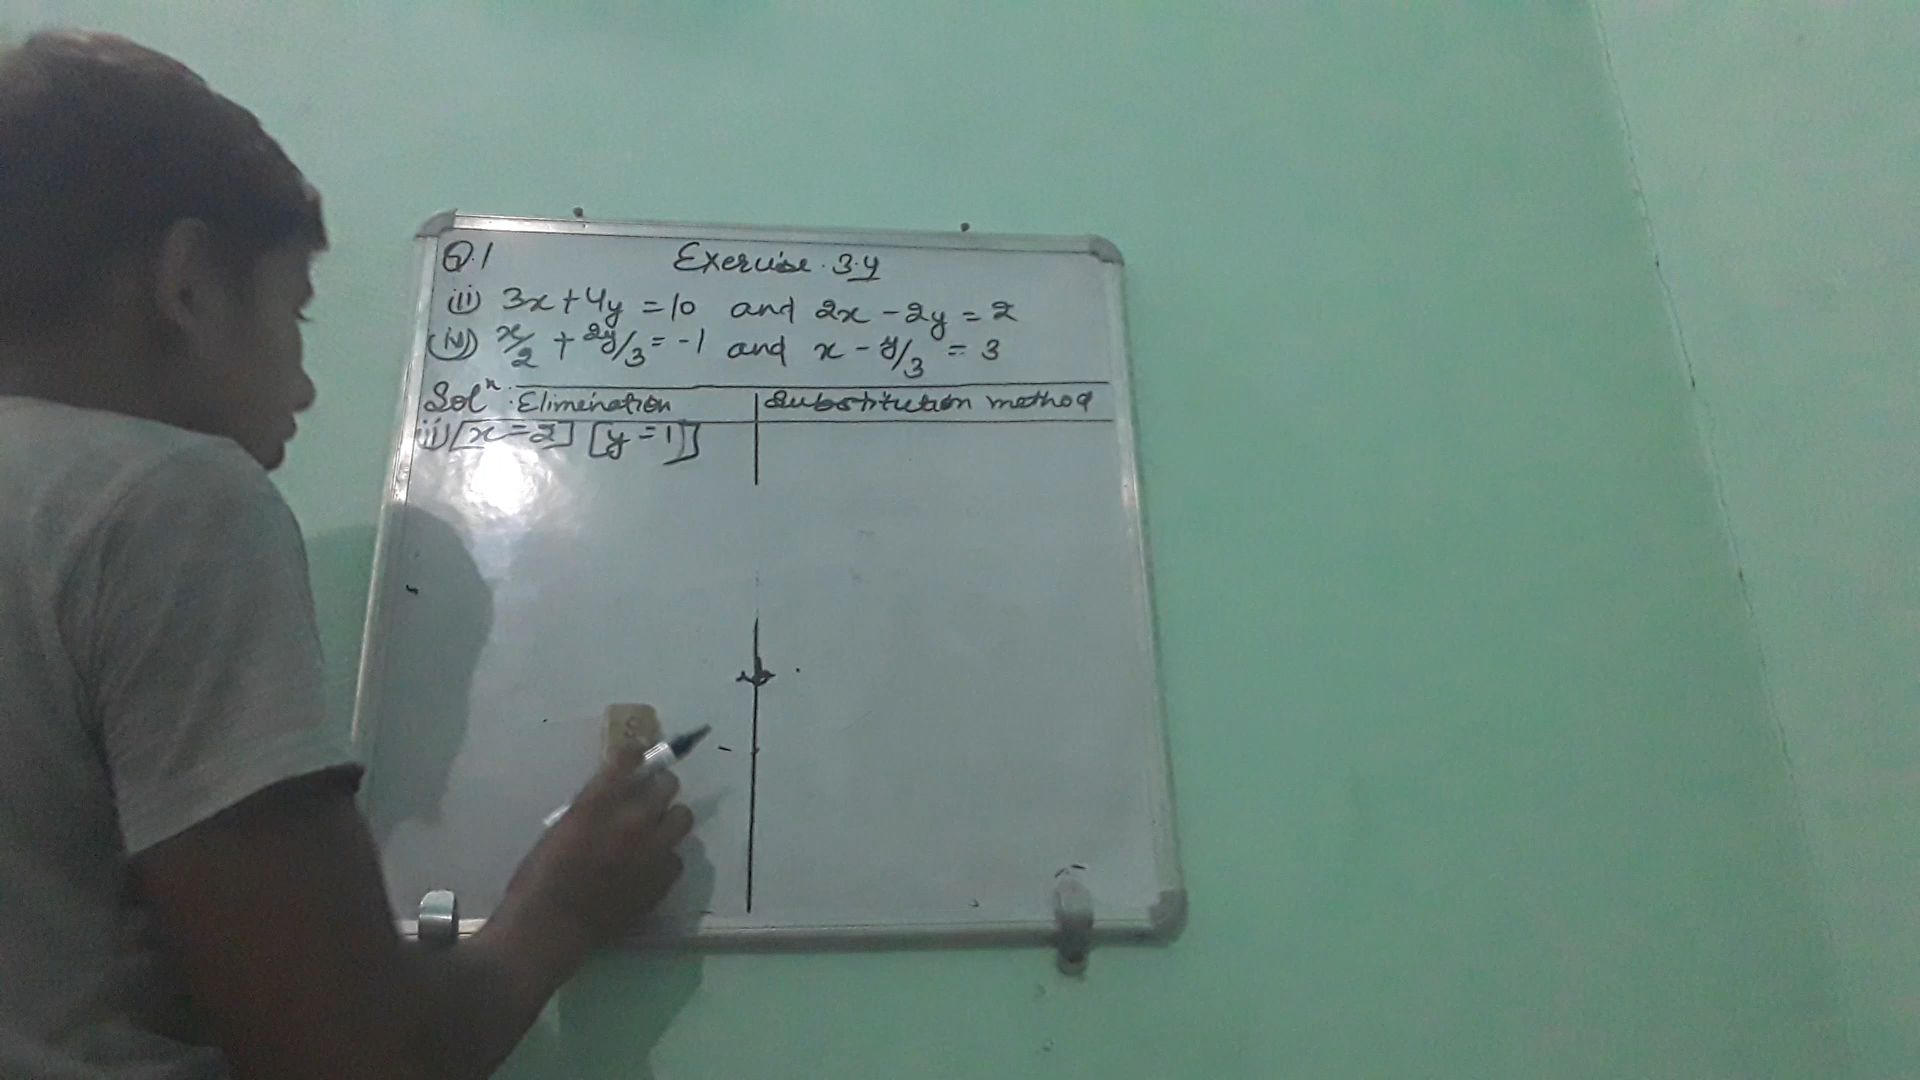 Q.1 Exercise. 3.4
(ii) 3x + 4y = 10 and 2x - 2y = 2
(iv) x/2 + 2y/3 = -1 and x - y/3 = 3
Solⁿ. Elimination | Substitution method
(ii) [x = 2] [y = 1]